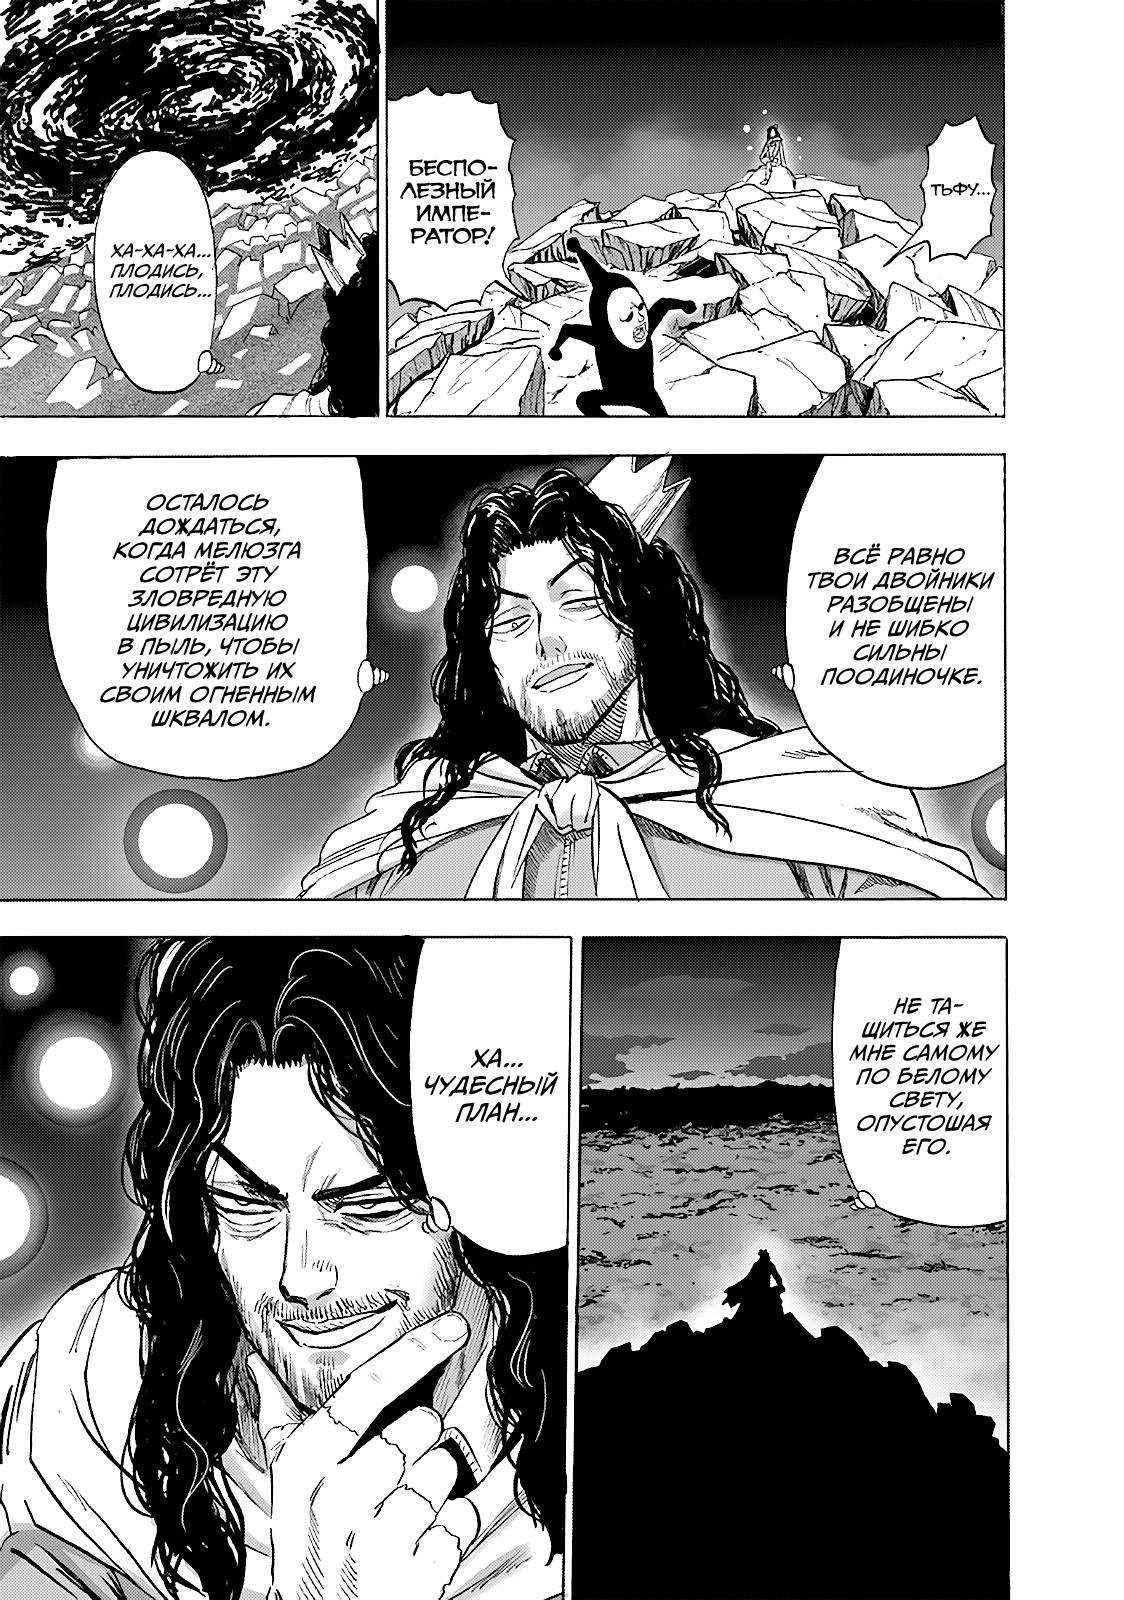 ТЬФУ...
БЕСПО-
ЛЕЗНЫЙ
ИМПЕ-
РАТОР!
ХА-ХА-ХА...
ПЛОДИСЬ,
ПЛОДИСЬ...
ВСЁ РАВНО
ТВОИ ДВОЙНИКИ
РАЗОБЩЕНЫ
И НЕ ШИБКО
СИЛЬНЫ
ПООДИНОЧКЕ.
ОСТАЛОСЬ
ДОЖДАТЬСЯ,
КОГДА МЕЛЮЗГА
СОТРЁТ ЭТУ
ЗЛОВРЕДНУЮ
ЦИВИЛИЗАЦИЮ
В ПЫЛЬ, ЧТОБЫ
УНИЧТОЖИТЬ ИХ
СВОИМ ОГНЕННЫМ
ШКВАЛОМ.
НЕ ТА-
ЩИТЬСЯ ЖЕ
МНЕ САМОМУ
ПО БЕЛОМУ
СВЕТУ,
ОПУСТОШАЯ
ЕГО.
ХА...
ЧУДЕСНЫЙ
ПЛАН...